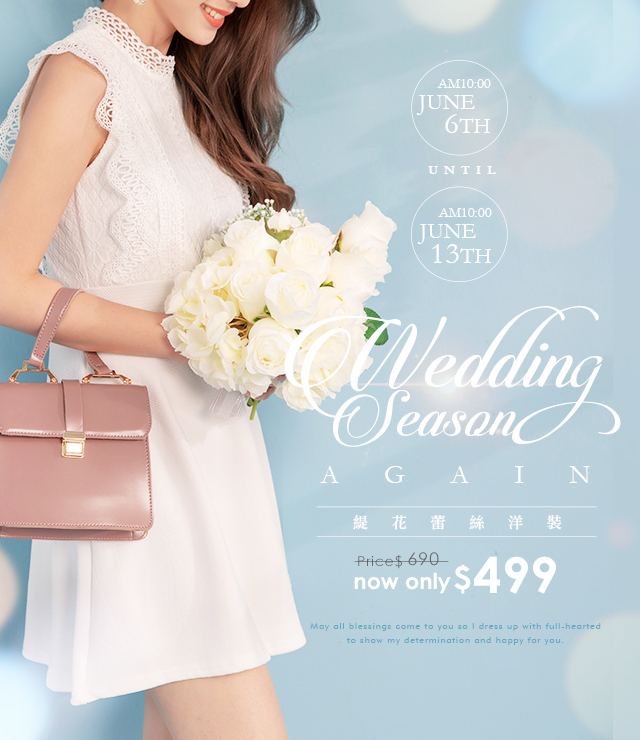 AM10:00
JUNE
6TH
UNTIL
AM10:00
JUNE
13TH
Wedding
Season
AGAIN
緹花蕾絲洋裝
Price$ 690
now only $499
May all blessings come to you so I dress up with full-hearted
to show my determination and happy for you.